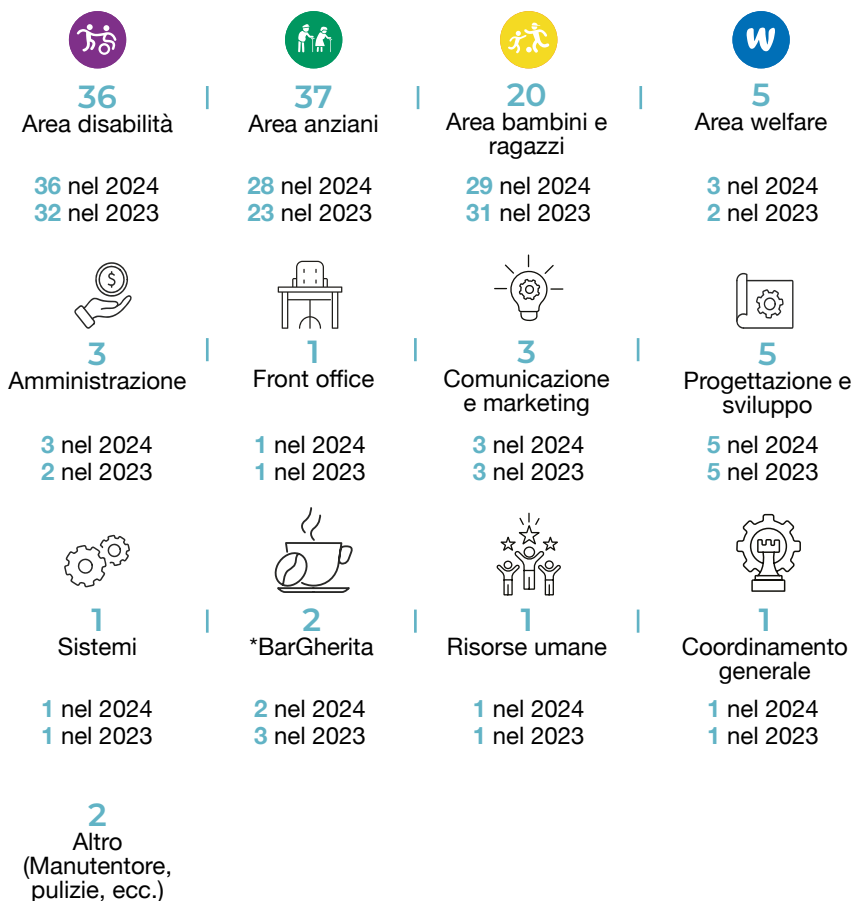 W
36 | 37 | 20 | 5
Area disabilità
Area anziani
Area bambini e
ragazzi
Area welfare
36 nel 2024
32 nel 2023
28 nel 2024
23 nel 2023
29 nel 2024
31 nel 2023
3 nel 2024
2 nel 2023
$
3 | 1 | 3 | 5
Amministrazione
Front office
Comunicazione
e marketing
Progettazione e
sviluppo
3 nel 2024
2 nel 2023
1 nel 2024
1 nel 2023
3 nel 2024
3 nel 2023
5 nel 2024
5 nel 2023
1 | 2 | 1 | 1
Sistemi
*BarGherita
Risorse umane
Coordinamento
generale
1 nel 2024
1 nel 2023
2 nel 2024
3 nel 2023
1 nel 2024
1 nel 2023
1 nel 2024
1 nel 2023
2
Altro
(Manutentore,
pulizie, ecc.)